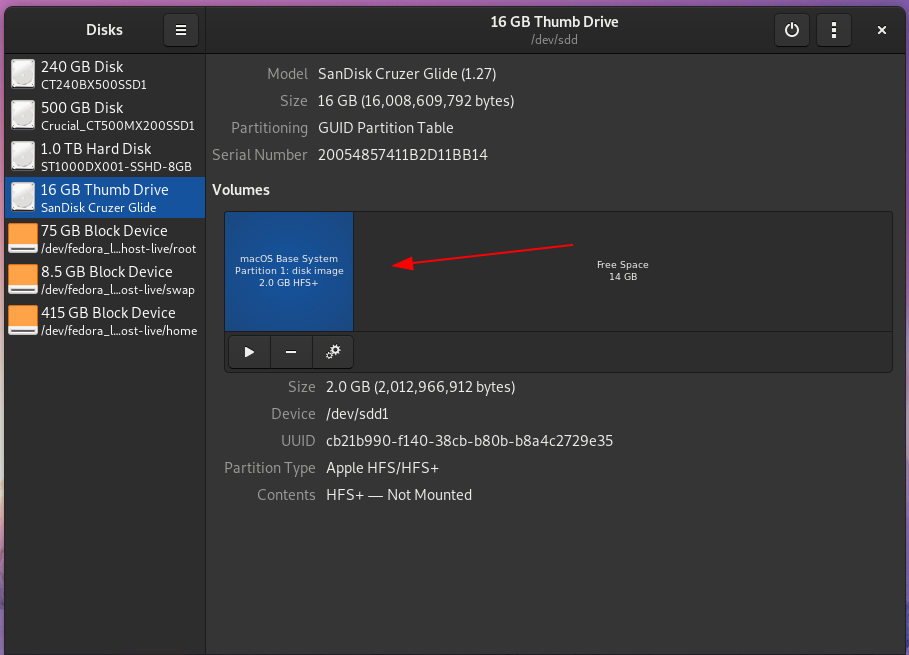 Disks
16 GB Thumb Drive
/dev/sdd
240 GB Disk
CT240BX500SSD1
500 GB Disk
Crucial_CT500MX200SSD1
1.0 TB Hard Disk
ST1000DX001-SSHD-8GB
16 GB Thumb Drive
SanDisk Cruzer Glide
75 GB Block Device
/dev/fedora_l…host-live/root
8.5 GB Block Device
/dev/fedora_l…ost-live/swap
415 GB Block Device
/dev/fedora_l…ost-live/home
Model SanDisk Cruzer Glide (1.27)
Size 16 GB (16,008,609,792 bytes)
Partitioning GUID Partition Table
Serial Number 20054857411B2D11BB14
Volumes
macOS Base System
Partition 1: disk image
2.0 GB HFS+
Free Space
14 GB
Size 2.0 GB (2,012,966,912 bytes)
Device /dev/sdd1
UUID cb21b990-f140-38cb-b80b-b8a4c2729e35
Partition Type Apple HFS/HFS+
Contents HFS+ — Not Mounted